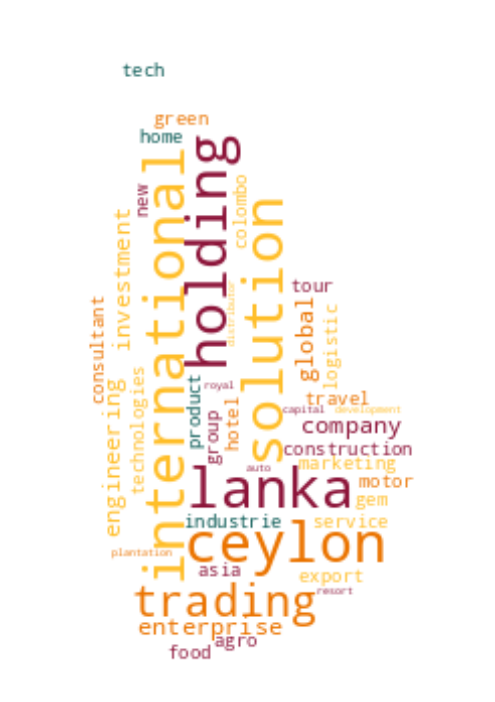 tech
green
home
holding
international
new
colombo
solution
investment
tour
distributor
consultant
global
logistic
technologies
product
royal
engineering
travel
hotel
capital
development
group
company
construction
marketing
auto
lanka
motor
gem
industrie
service
ceylon
plantation
asia
export
trading
resort
enterprise
agro
food